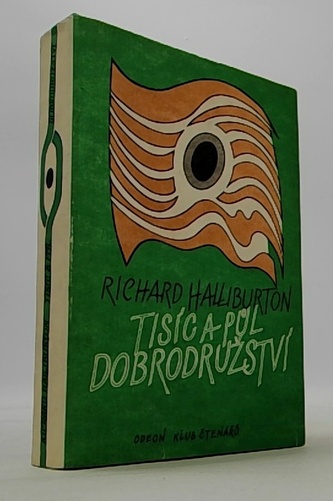 RICHARD HALLIBURTON
TISÍC A PŮL
DOBRODRUŽSTVÍ
ODEON KLUB ČTENÁŘŮ